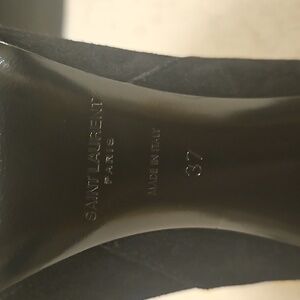 SAINT LAURENT
PARIS
MADE IN ITALY
37